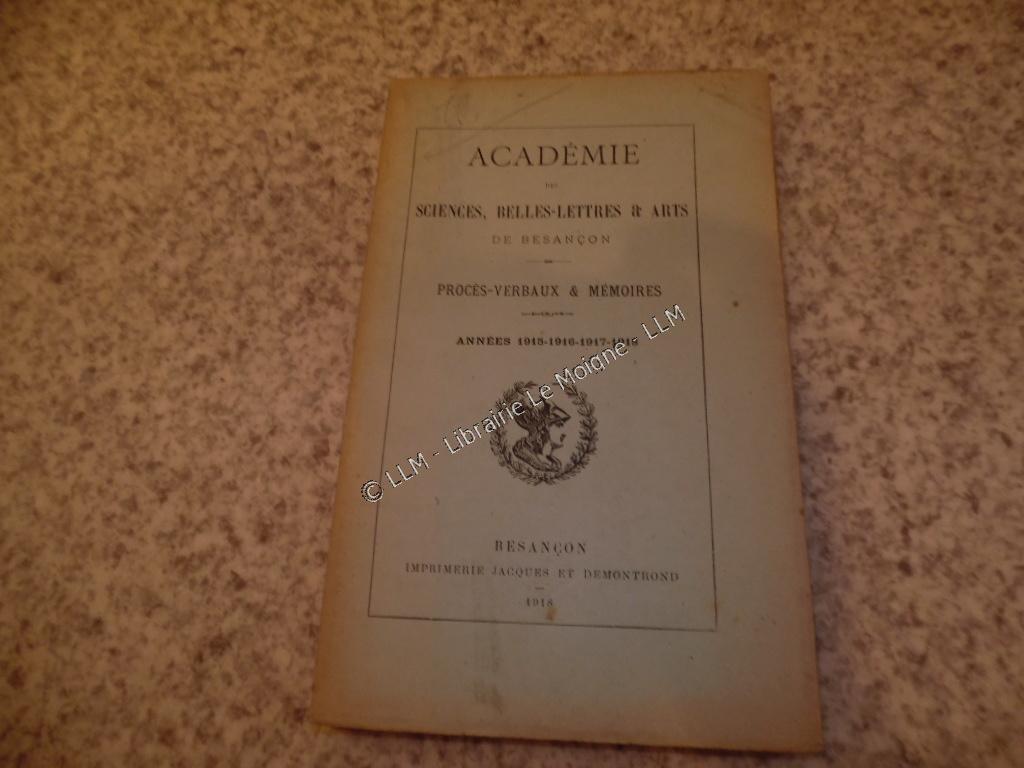 ACADÉMIE
DES
SCIENCES, BELLES-LETTRES & ARTS
DE BESANÇON
PROCÈS-VERBAUX & MÉMOIRES
ANNÉES 1915-1916-1917-1918
© LLM - Librairie Le Moigne - LLM
BESANÇON
IMPRIMERIE JACQUES ET DEMONTROND
1918